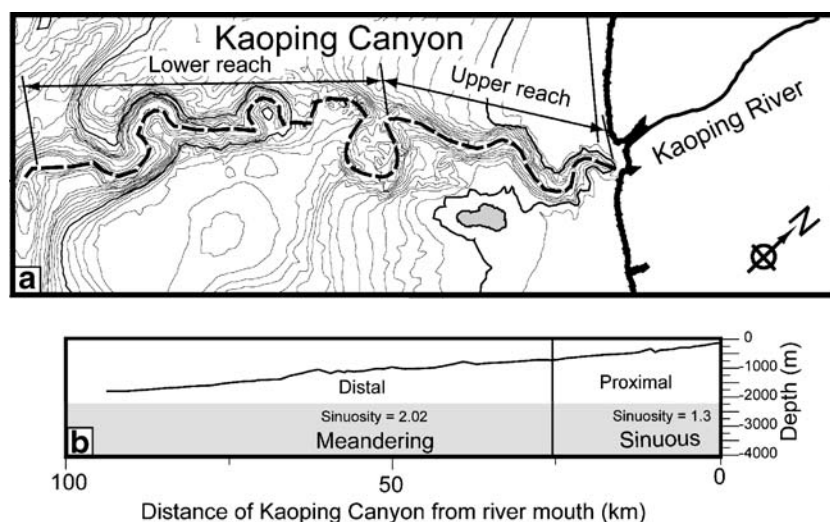 Kaoping Canyon
Lower reach
Upper reach
Kaoping River
N
a
0
-1000
-2000
-3000
-4000
Depth (m)
Distal
Proximal
Sinuosity = 2.02
Sinuosity = 1.3
b
Meandering
Sinuous
100
50
0
Distance of Kaoping Canyon from river mouth (km)